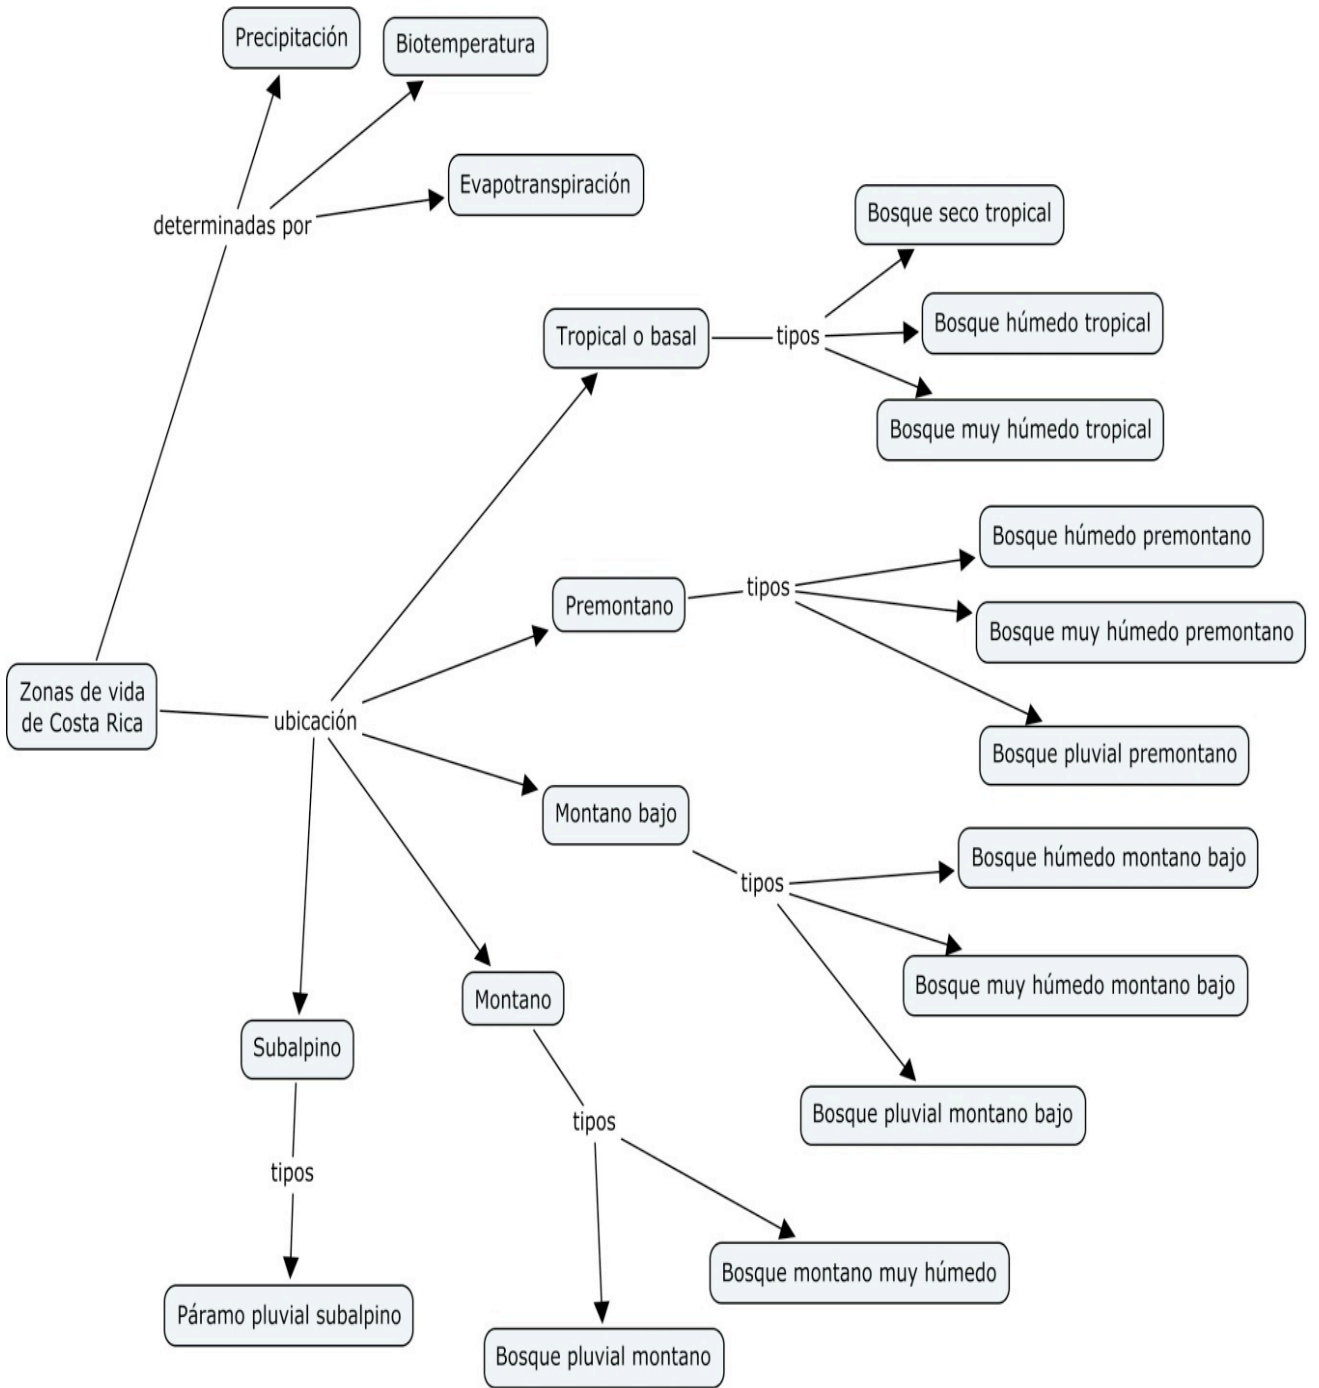 Precipitación
Biotemperatura
Evapotranspiración
determinadas por
Bosque seco tropical
Tropical o basal
tipos
Bosque húmedo tropical
Bosque muy húmedo tropical
Bosque húmedo premontano
Premontano
tipos
Bosque muy húmedo premontano
Bosque pluvial premontano
Zonas de vida
de Costa Rica
ubicación
Montano bajo
tipos
Bosque húmedo montano bajo
Bosque muy húmedo montano bajo
Bosque pluvial montano bajo
Montano
tipos
Bosque montano muy húmedo
Bosque pluvial montano
Subalpino
tipos
Páramo pluvial subalpino